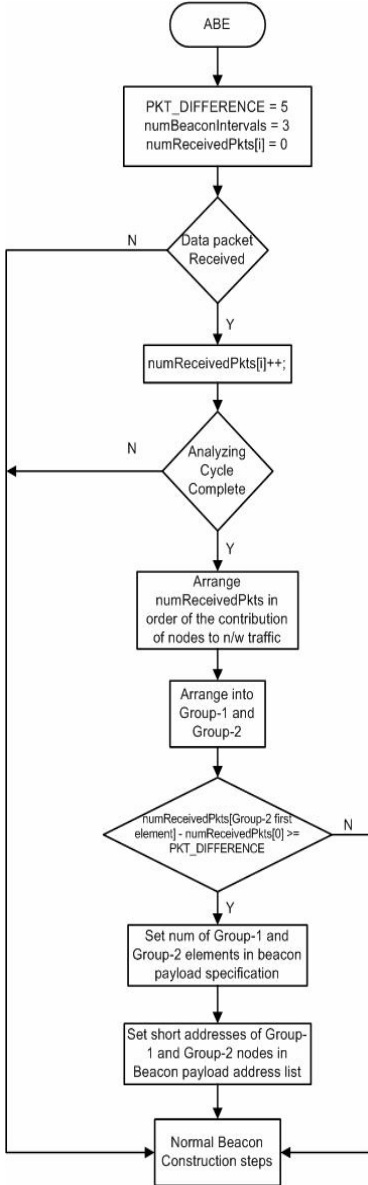 ABE
PKT_DIFFERENCE = 5
numBeaconIntervals = 3
numReceivedPkts[i] = 0
N
Data packet
Received
Y
numReceivedPkts[i]++;
N
Analyzing
Cycle
Complete
Y
Arrange
numReceivedPkts in
order of the contribution
of nodes to n/w traffic
Arrange into
Group-1 and
Group-2
numReceivedPkts[Group-2 first
element] - numReceivedPkts[0] >=
PKT_DIFFERENCE
N
Y
Set num of Group-1 and
Group-2 elements in beacon
payload specification
Set short addresses of Group-
1 and Group-2 nodes in
Beacon payload address list
Normal Beacon
Construction steps